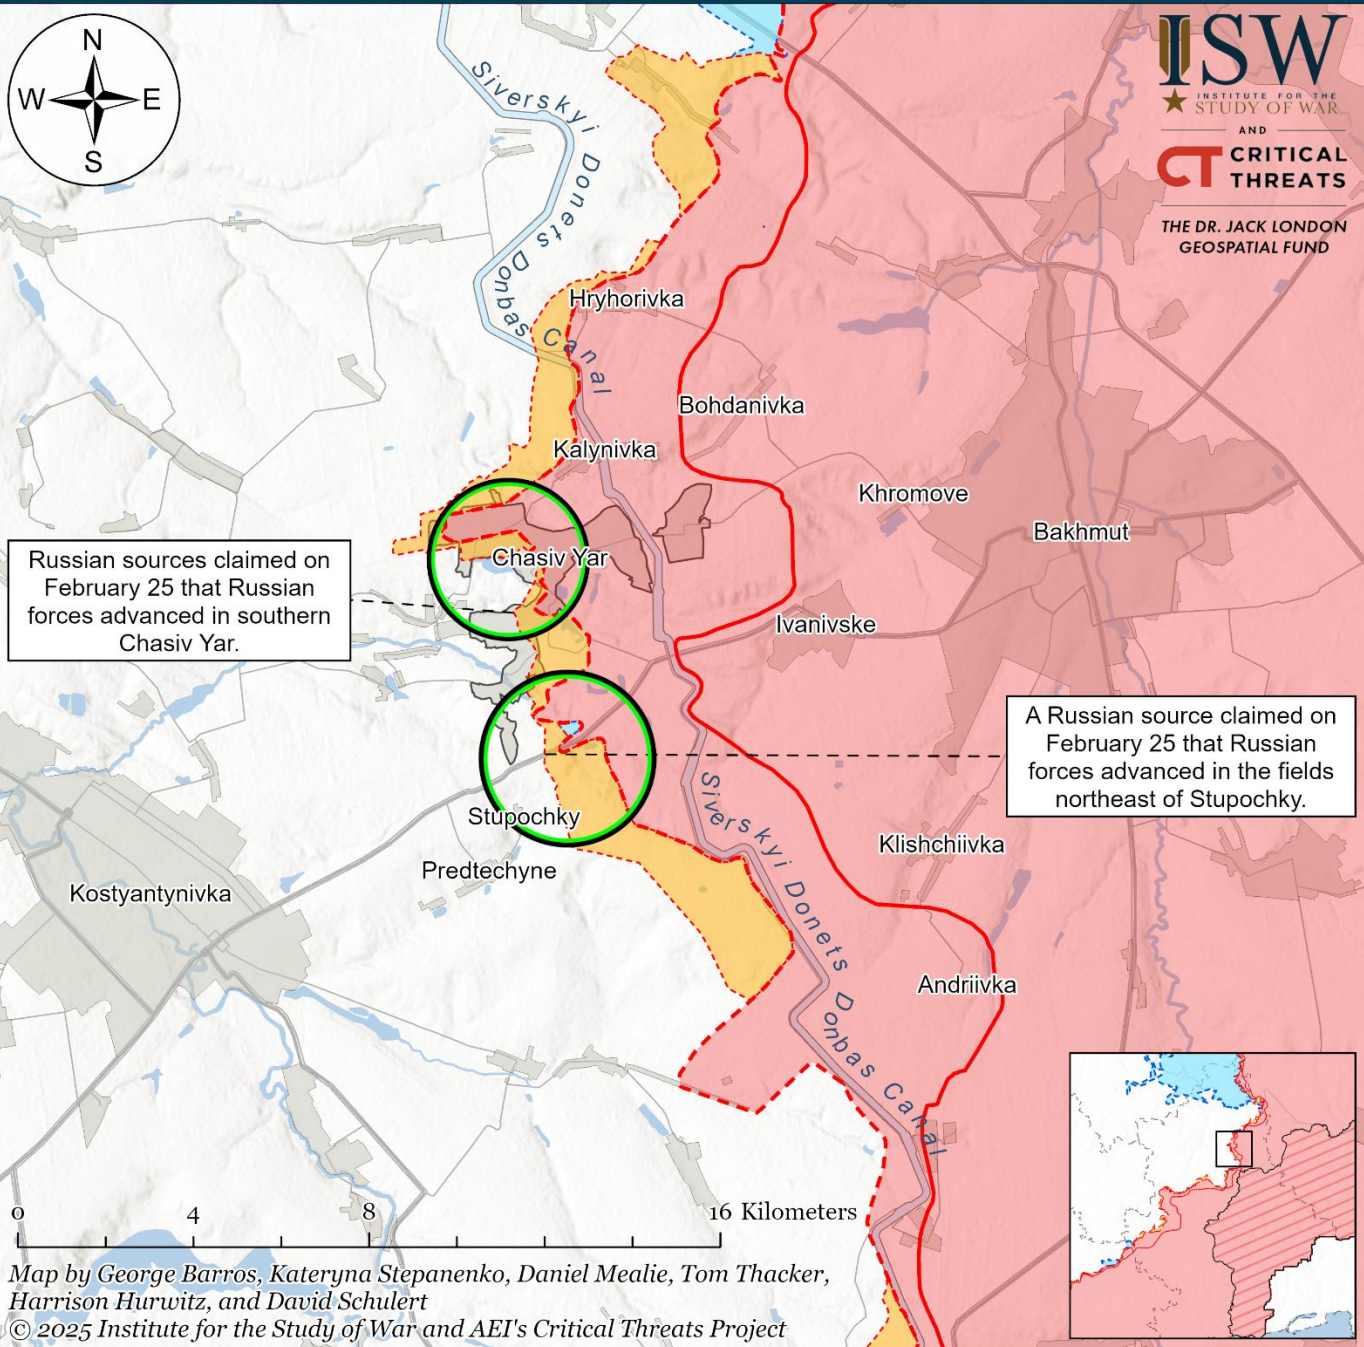 N
W
E
S
ISW
INSTITUTE FOR THE
STUDY OF WAR
AND
CT CRITICAL
THREATS
THE DR. JACK LONDON
GEOSPATIAL FUND
Siverskyi Donets Donbas Canal
Hryhorivka
Bohdanivka
Kalynivka
Khromove
Bakhmut
Chasiv Yar
Russian sources claimed on
February 25 that Russian
forces advanced in southern
Chasiv Yar.
Ivanivske
A Russian source claimed on
February 25 that Russian
forces advanced in the fields
northeast of Stupochky.
Stupochky
Siverskyi Donets Donbas Canal
Klishchiivka
Predtechyne
Kostyantynivka
Andriivka
0 4 8 16 Kilometers
Map by George Barros, Kateryna Stepanenko, Daniel Mealie, Tom Thacker,
Harrison Hurwitz, and David Schulert
© 2025 Institute for the Study of War and AEI's Critical Threats Project